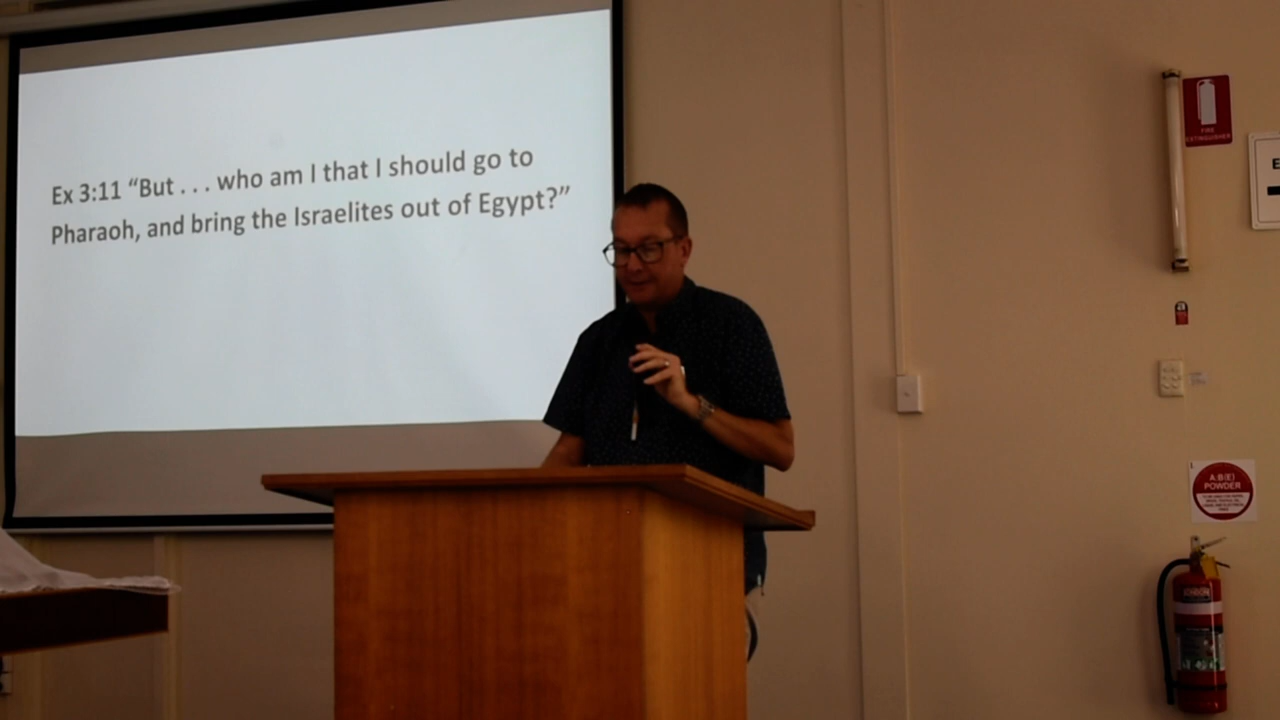 Ex 3:11 “But . . . who am I that I should go to
Pharaoh, and bring the Israelites out of Egypt?”
FIRE
EXTINGUISHER
E
A:B(E)
POWDER